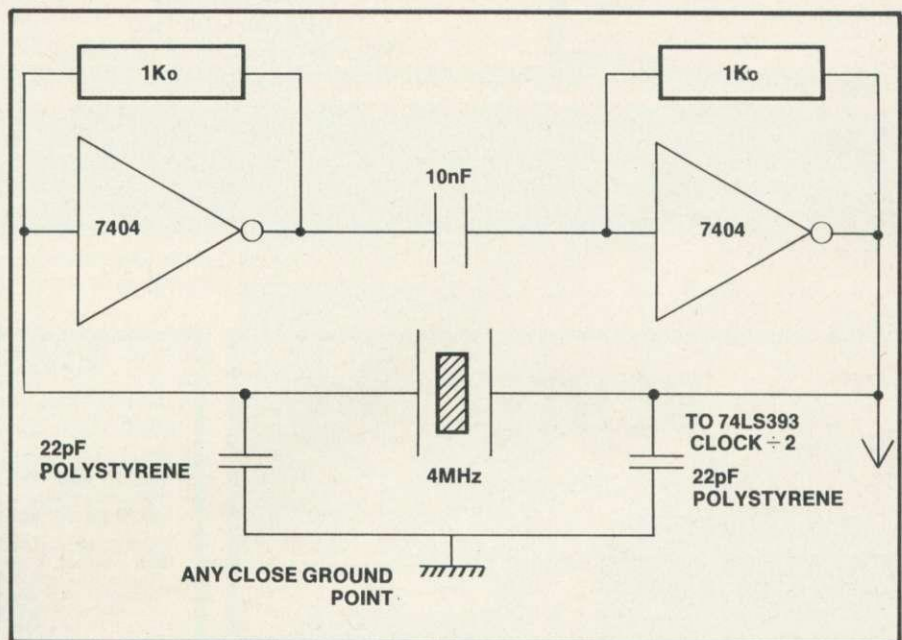 1Ko
1Ko
7404
10nF
7404
22pF
POLYSTYRENE
4MHz
TO 74LS393
CLOCK ÷ 2
22pF
POLYSTYRENE
ANY CLOSE GROUND
POINT